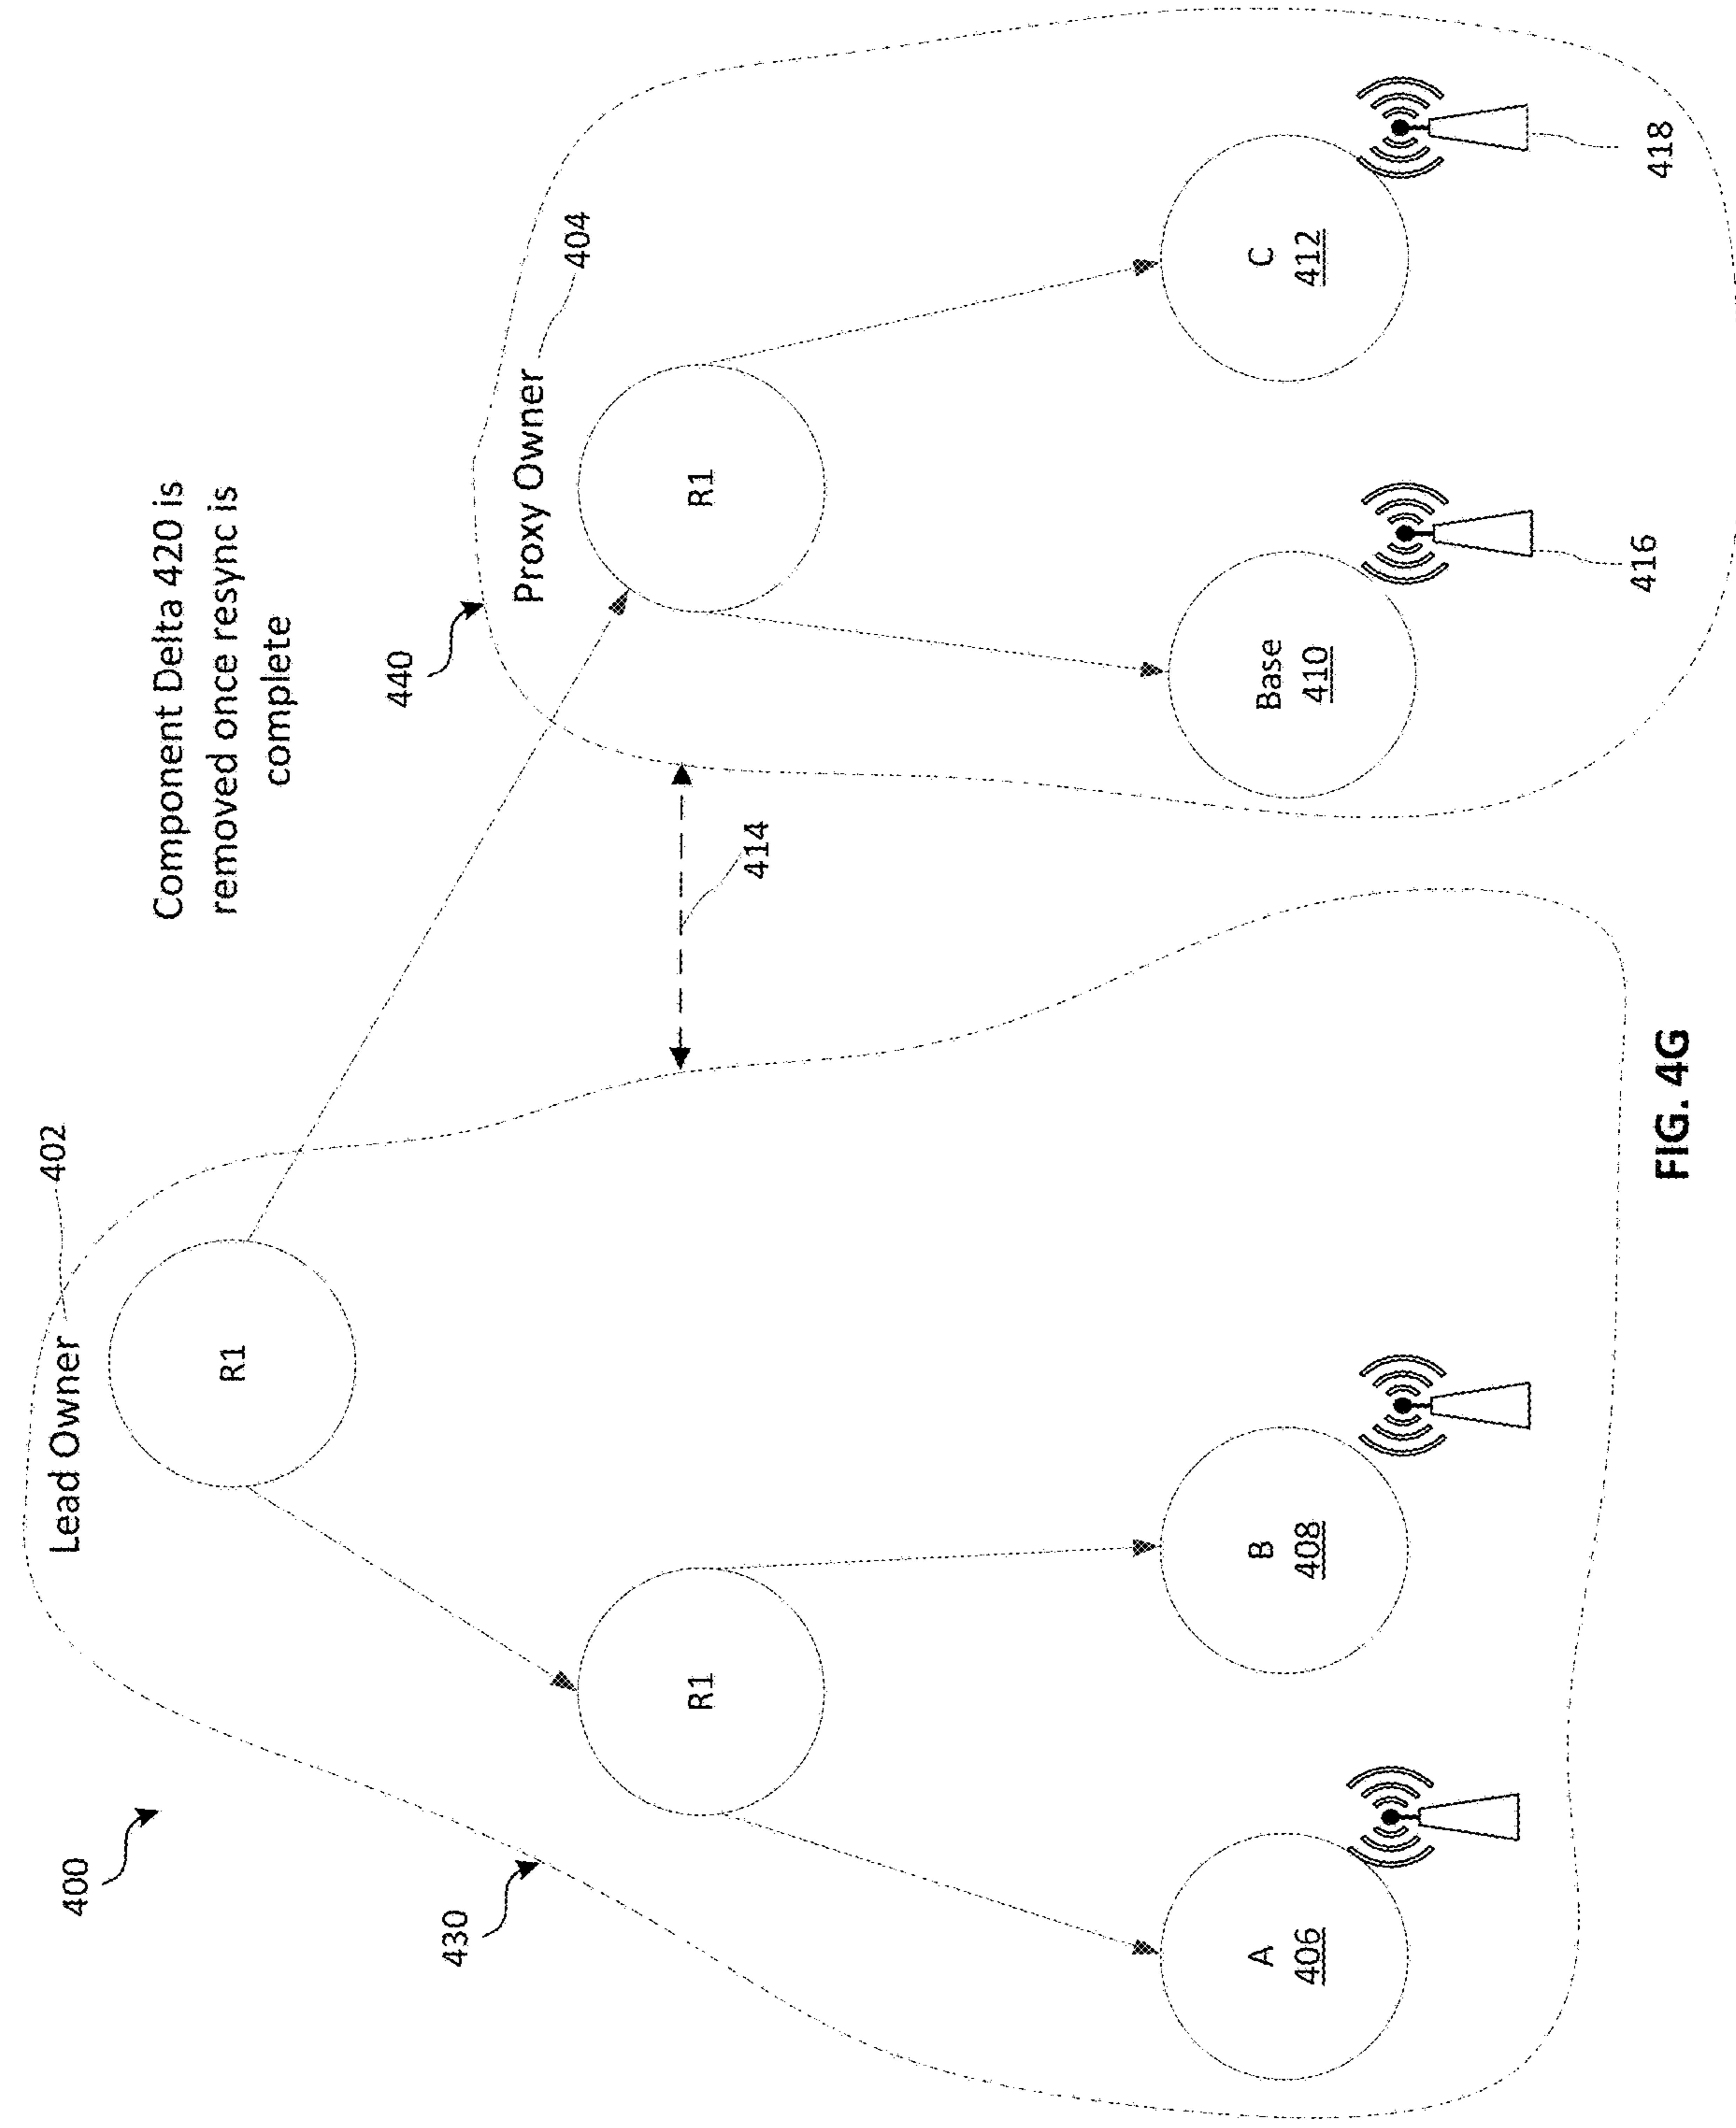 400
Lead Owner
402
Component Delta 420 is
removed once resync is
complete
R1
430
440
Proxy Owner
404
R1
R1
414
A
406
B
408
Base
410
C
412
416
418
FIG. 4G